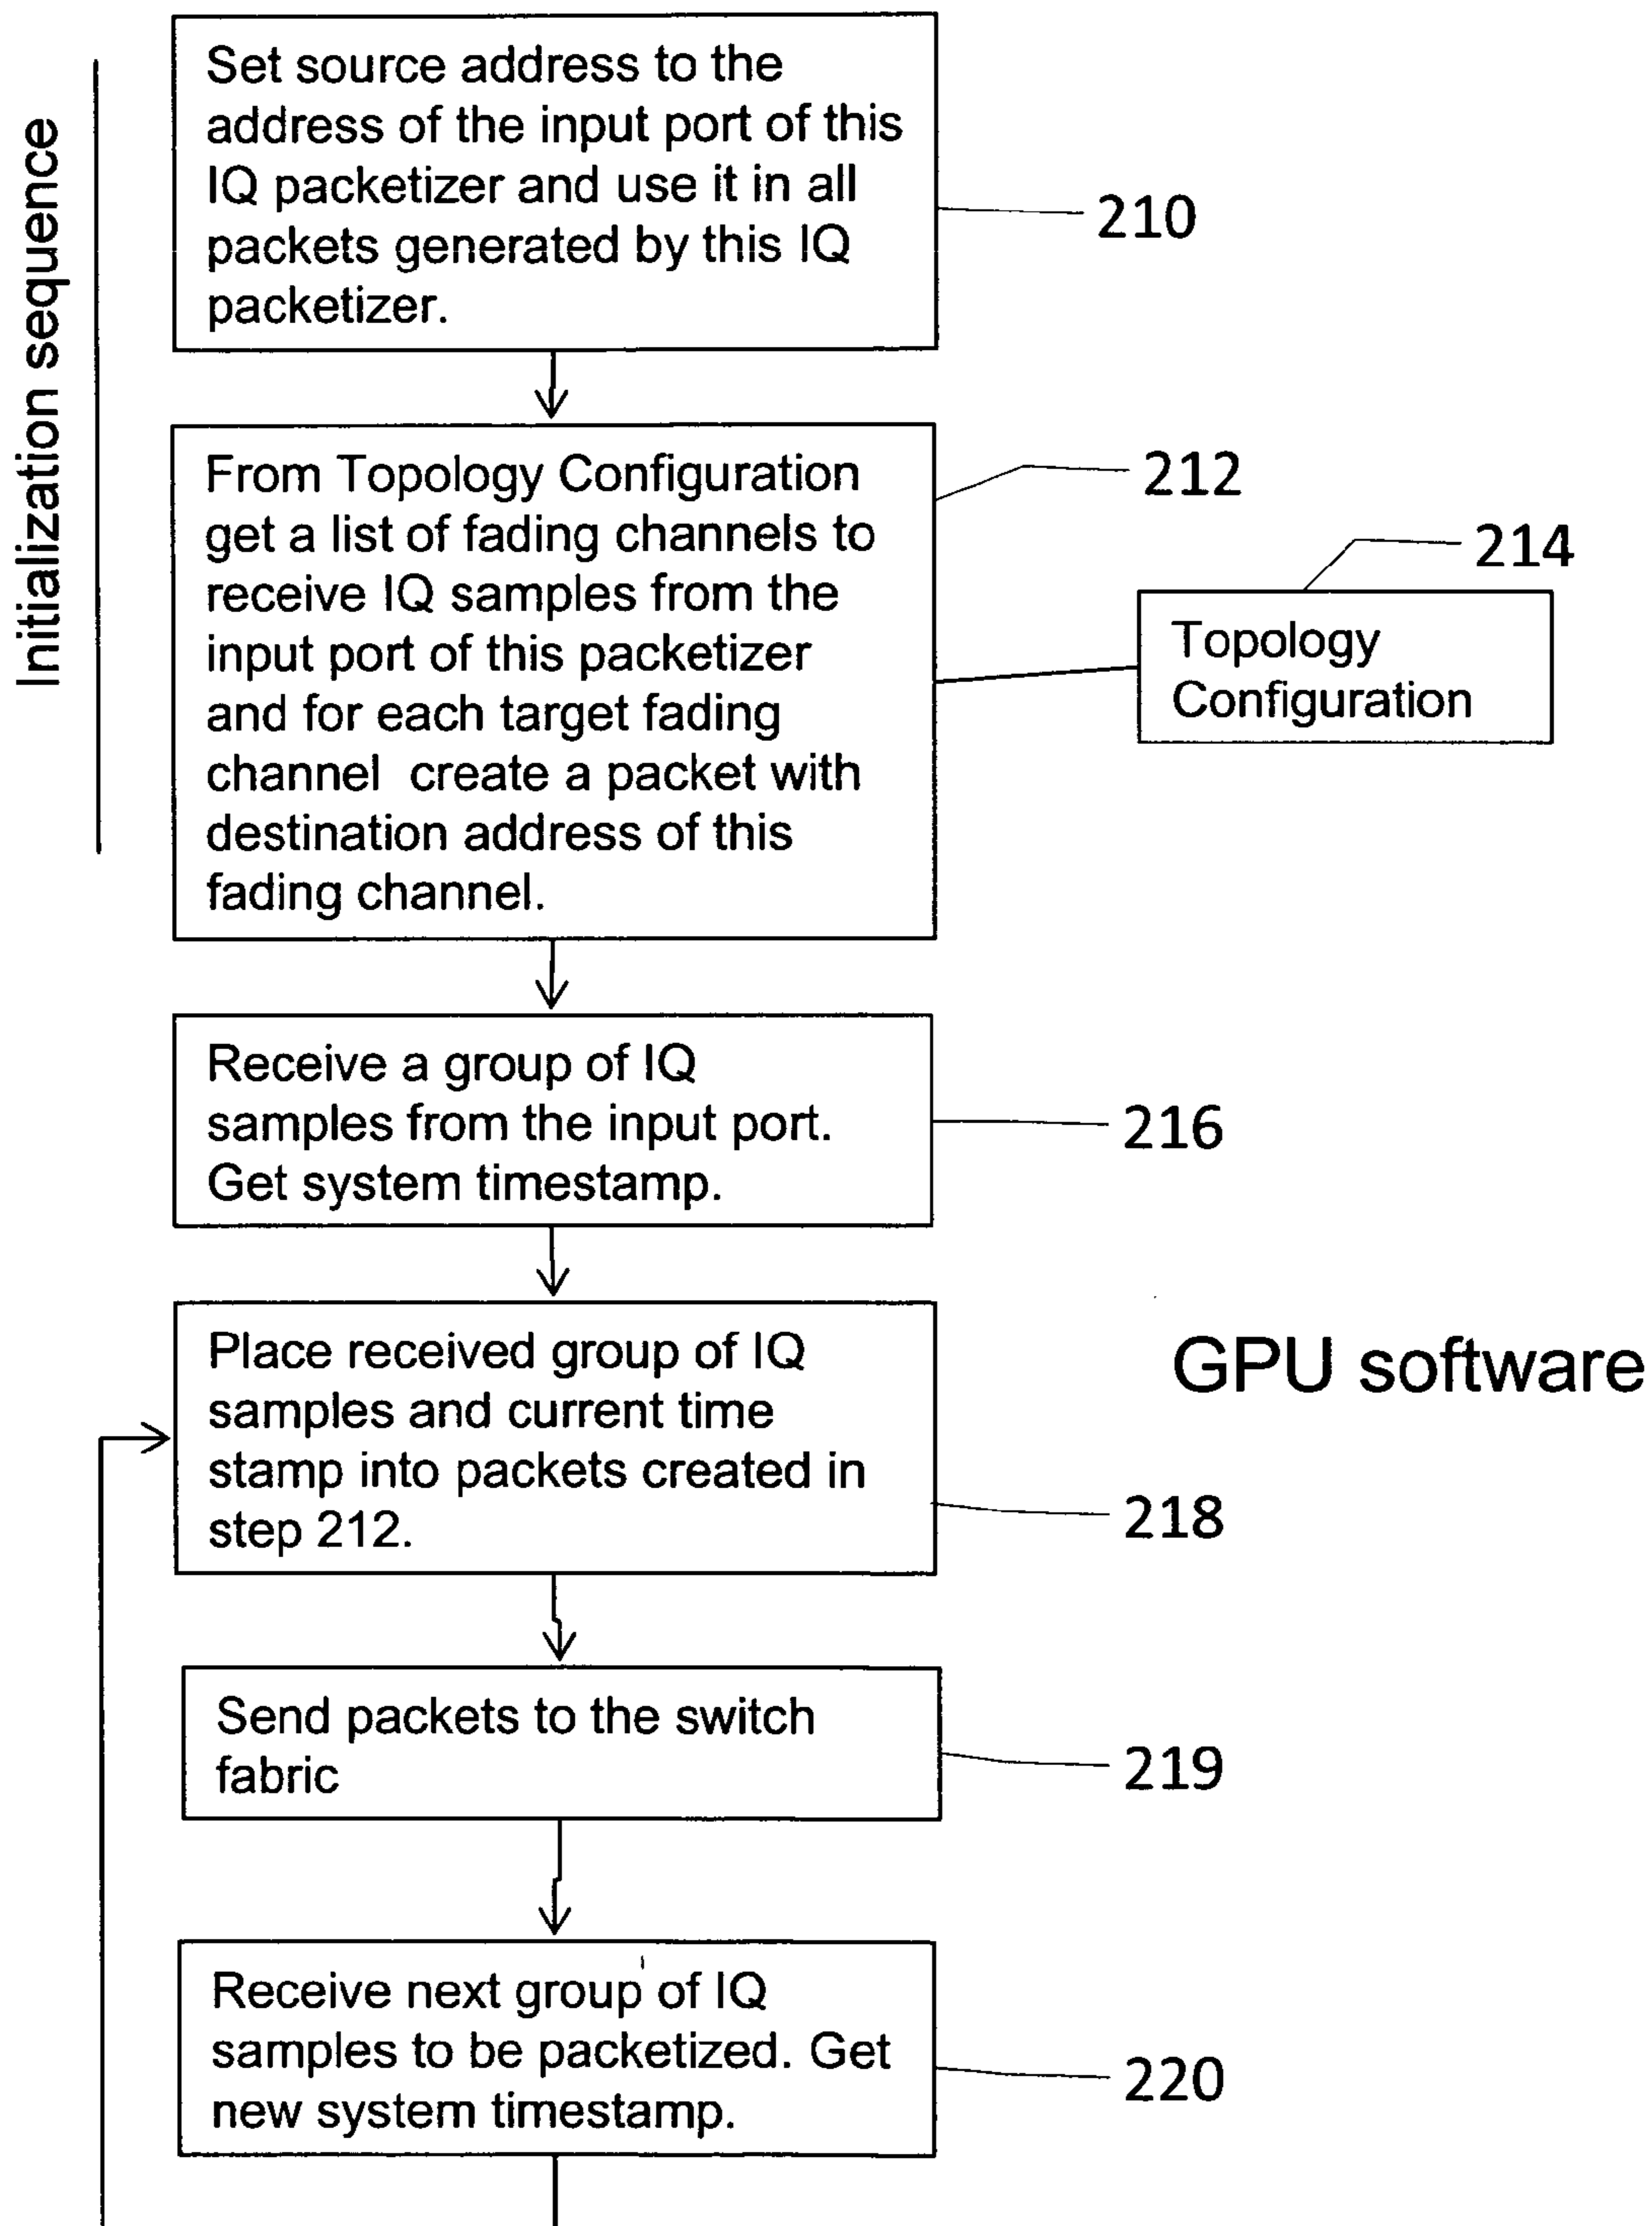 Initialization sequence
Set source address to the
address of the input port of this
IQ packetizer and use it in all
packets generated by this IQ
packetizer.
210
From Topology Configuration
get a list of fading channels to
receive IQ samples from the
input port of this packetizer
and for each target fading
channel create a packet with
destination address of this
fading channel.
212
214
Topology
Configuration
Receive a group of IQ
samples from the input port.
Get system timestamp.
216
Place received group of IQ
samples and current time
stamp into packets created in
step 212.
GPU software
218
Send packets to the switch
fabric
219
Receive next group of IQ
samples to be packetized. Get
new system timestamp.
220